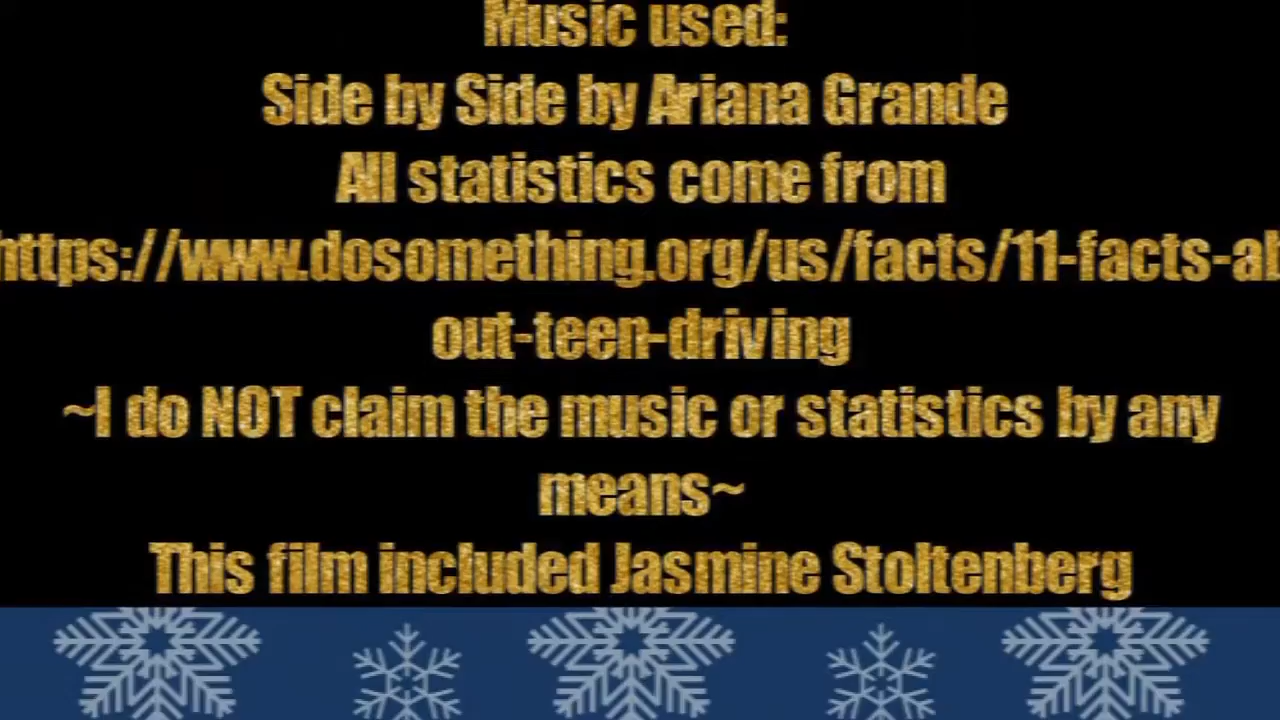 Music used:
Side by Side by Ariana Grande
All statistics come from
https://www.dosomething.org/us/facts/11-facts-ab
out-teen-driving
~I do NOT claim the music or statistics by any
means~
This film included Jasmine Stoltenberg